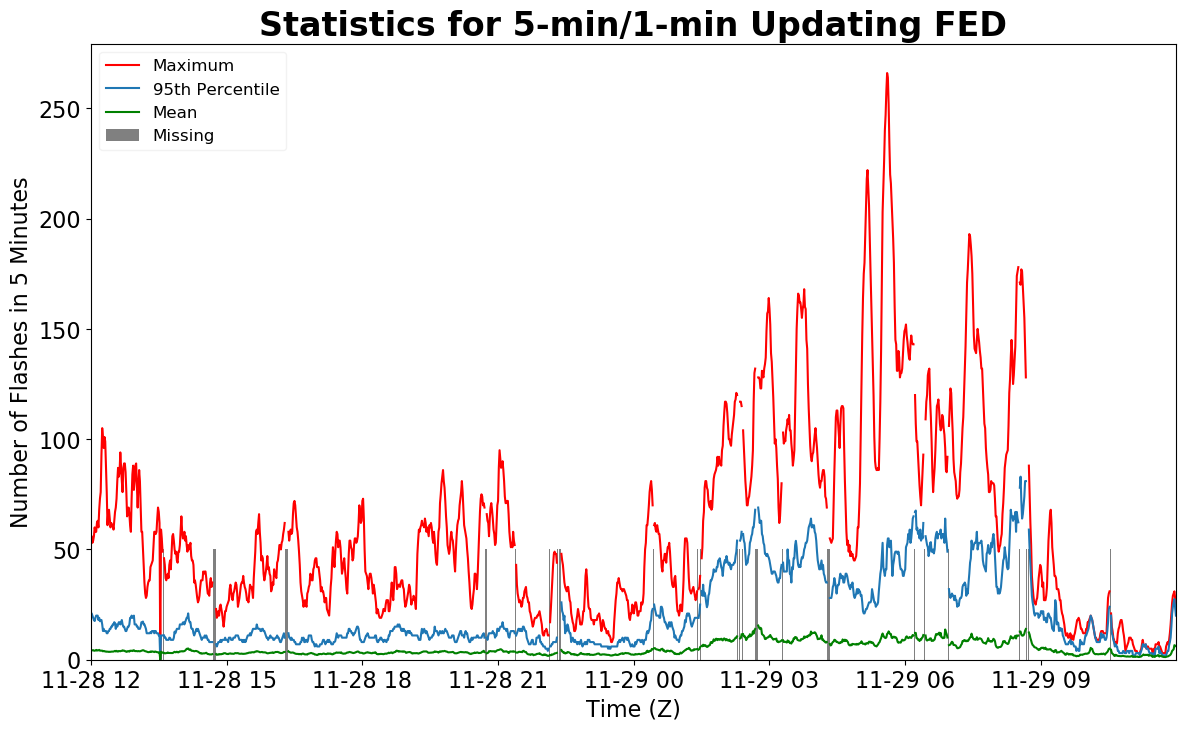 Statistics for 5-min/1-min Updating FED
Maximum
95th Percentile
Mean
Missing
Number of Flashes in 5 Minutes
250
200
150
100
50
0
11-28 12 11-28 15 11-28 18 11-28 21 11-29 00 11-29 03 11-29 06 11-29 09
Time (Z)